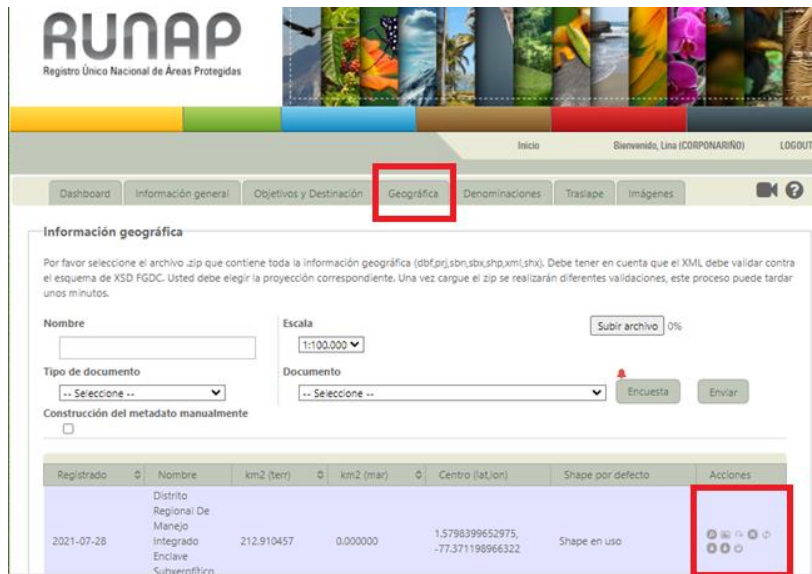 RUNAP
Registro Único Nacional de Áreas Protegidas
Inicio Bienvenido, Lina (CORPONARIÑO) LOGOUT
Dashboard Información general Objetivos y Destinación Geográfica Denominaciones Traslape Imágenes
Información geográfica
Por favor seleccione el archivo .zip que contiene toda la información geográfica (dbf,prj,sbn,sbx,shp,xml,shx). Debe tener en cuenta que el XML debe validar contra
el esquema de XSD FGDC. Usted debe elegir la proyección correspondiente. Una vez cargue el zip se realizarán diferentes validaciones, este proceso puede tardar
unos minutos.
Nombre Escala
1:100.000 Subir archivo 0%
Tipo de documento Documento
-- Seleccione -- -- Seleccione -- Encuesta Enviar
Construcción del metadato manualmente
Registrado Nombre km2 (terr) km2 (mar) Centro (lat,lon) Shape por defecto Acciones
Distrito
Regional De
Manejo
2021-07-28 Integrado 212.910457 0.000000 1.5798399652975, Shape en uso
Enclave -77.371198966322
Subxerofítico